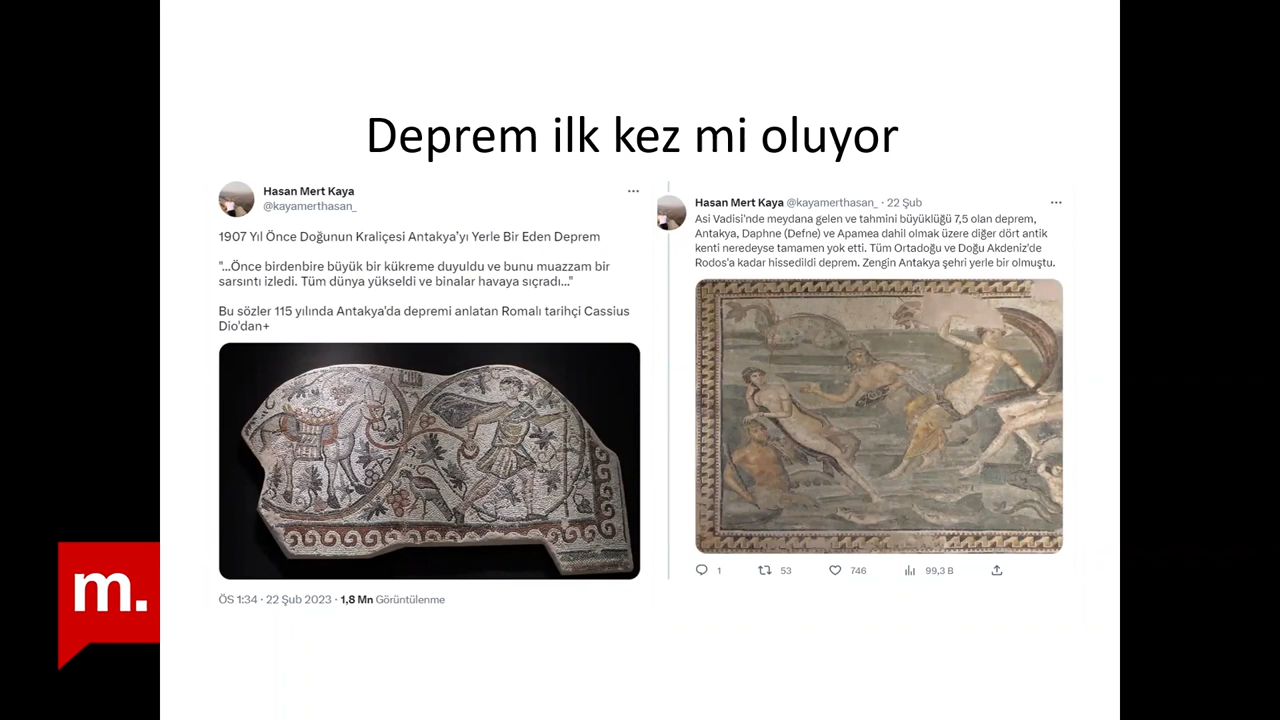 Deprem ilk kez mi oluyor
Hasan Mert Kaya
@kayamerthasan_
1907 Yıl Önce Doğunun Kraliçesi Antakya’yı Yerle Bir Eden Deprem
"...Önce birdenbire büyük bir kükreme duyuldu ve bunu muazzam bir
sarsıntı izledi. Tüm dünya yükseldi ve binalar havaya sıçradı..."
Bu sözler 115 yılında Antakya'da depremi anlatan Romalı tarihçi Cassius
Dio'dan+
ÖS 1:34 · 22 Şub 2023 · 1,8 Mn Görüntülenme
Hasan Mert Kaya @kayamerthasan_ · 22 Şub
Asi Vadisi'nde meydana gelen ve tahmini büyüklüğü 7,5 olan deprem,
Antakya, Daphne (Defne) ve Apamea dahil olmak üzere diğer dört antik
kenti neredeyse tamamen yok etti. Tüm Ortadoğu ve Doğu Akdeniz'de
Rodos'a kadar hissedildi deprem. Zengin Antakya şehri yerle bir olmuştu.
1 53 746 99,3 B
m.